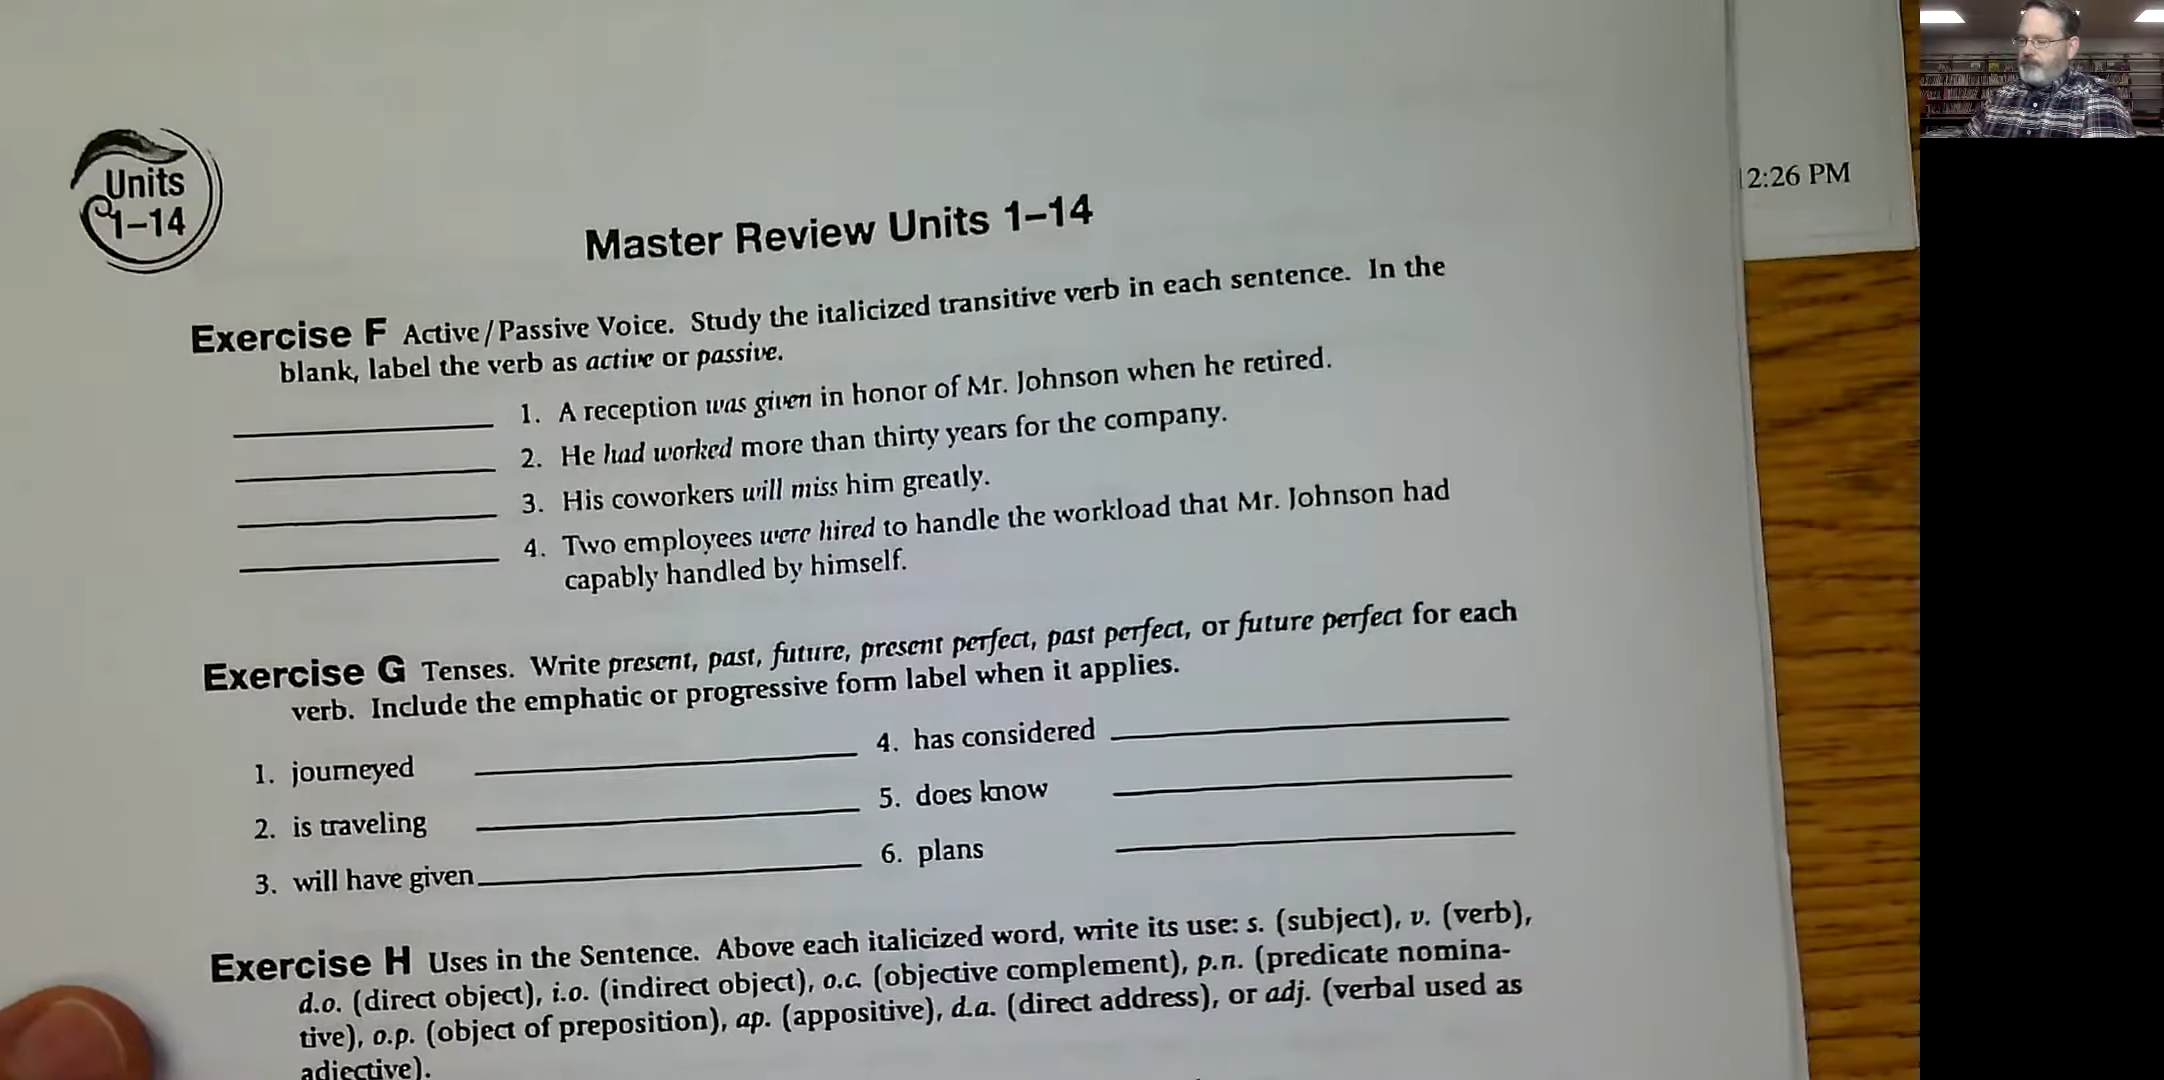 Units
1–14
2:26 PM
Master Review Units 1–14
Exercise F Active/Passive Voice. Study the italicized transitive verb in each sentence. In the
blank, label the verb as active or passive.
1. A reception was given in honor of Mr. Johnson when he retired.
2. He had worked more than thirty years for the company.
3. His coworkers will miss him greatly.
4. Two employees were hired to handle the workload that Mr. Johnson had
capably handled by himself.
Exercise G Tenses. Write present, past, future, present perfect, past perfect, or future perfect for each
verb. Include the emphatic or progressive form label when it applies.
1. journeyed
2. is traveling
3. will have given
4. has considered
5. does know
6. plans
Exercise H Uses in the Sentence. Above each italicized word, write its use: s. (subject), v. (verb),
d.o. (direct object), i.o. (indirect object), o.c. (objective complement), p.n. (predicate nomina-
tive), o.p. (object of preposition), ap. (appositive), d.a. (direct address), or adj. (verbal used as
adjective).